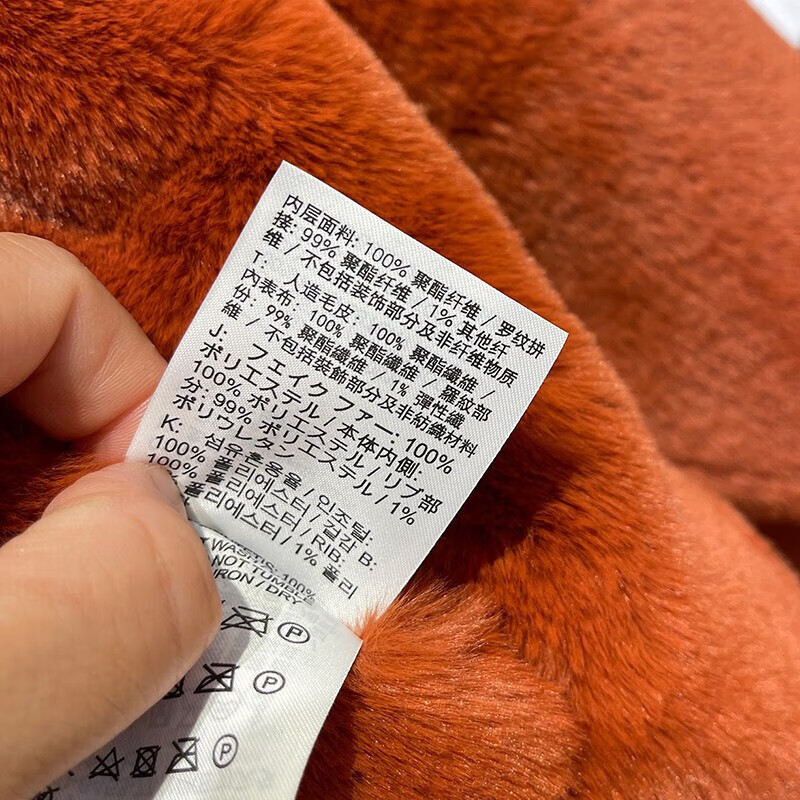 内层面料: 100% 聚酯纤维 / 罗纹拼
接: 99% 聚酯纤维 / 1% 其他纤
维 / 不包括装饰部分及非纤维物质
T: 人造毛皮: 100% 聚酯纖維 /
內表布: 100% 聚酯纖維 / 羅紋部
份: 99% 聚酯纖維 / 1% 彈性纖
維 / 不包括裝飾部分及非紡織材料
J: フェイク ファー: 100%
ポリエステル / 本体内側:
100% ポリエステル / リブ部
分: 99% ポリエステル / 1%
ポリウレタン
K: 섬유혼용율 / 인조털:
100% 폴리에스터 / 겉감 B:
100% 폴리에스터 / RIB:
폴리에스터 / 1% 폴리
100%
NOT TUMBLE
IRON / DRY
P
P
P